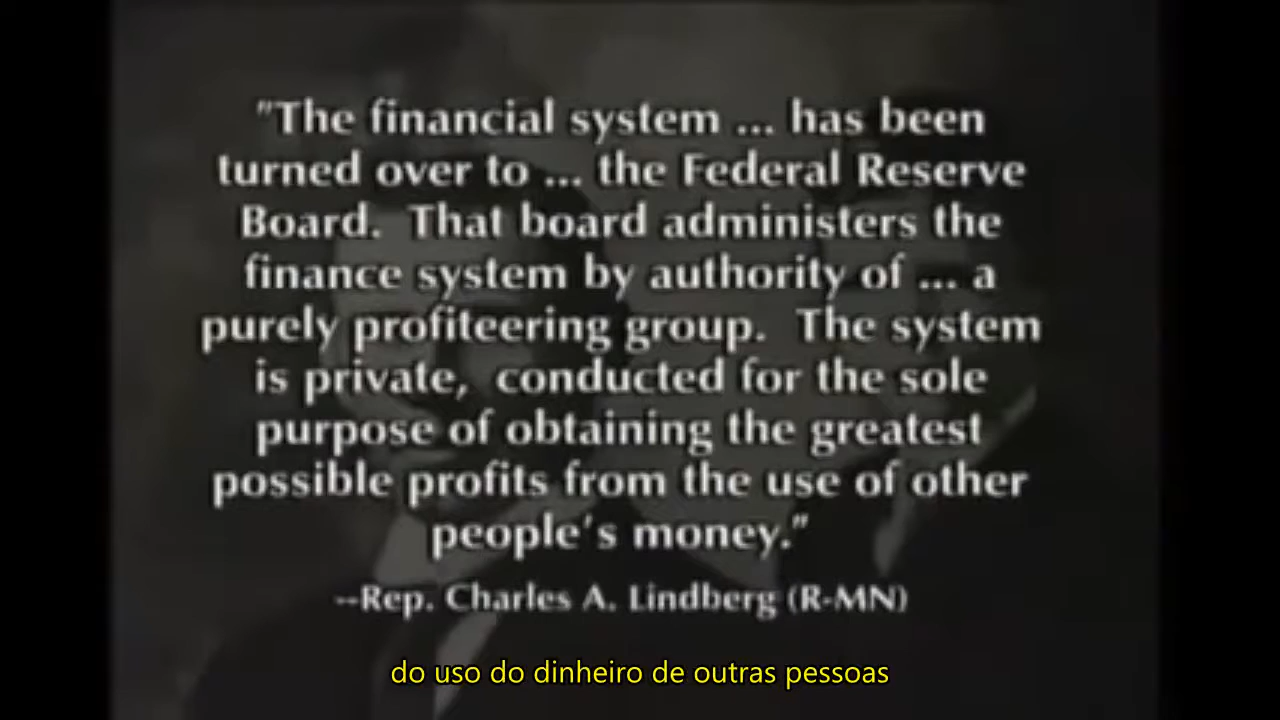 "The financial system ... has been
turned over to ... the Federal Reserve
Board.  That board administers the
finance system by authority of ... a
purely profiteering group.  The system
is private,  conducted for the sole
purpose of obtaining the greatest
possible profits from the use of other
people's money."
--Rep. Charles A. Lindberg (R-MN)
do uso do dinheiro de outras pessoas